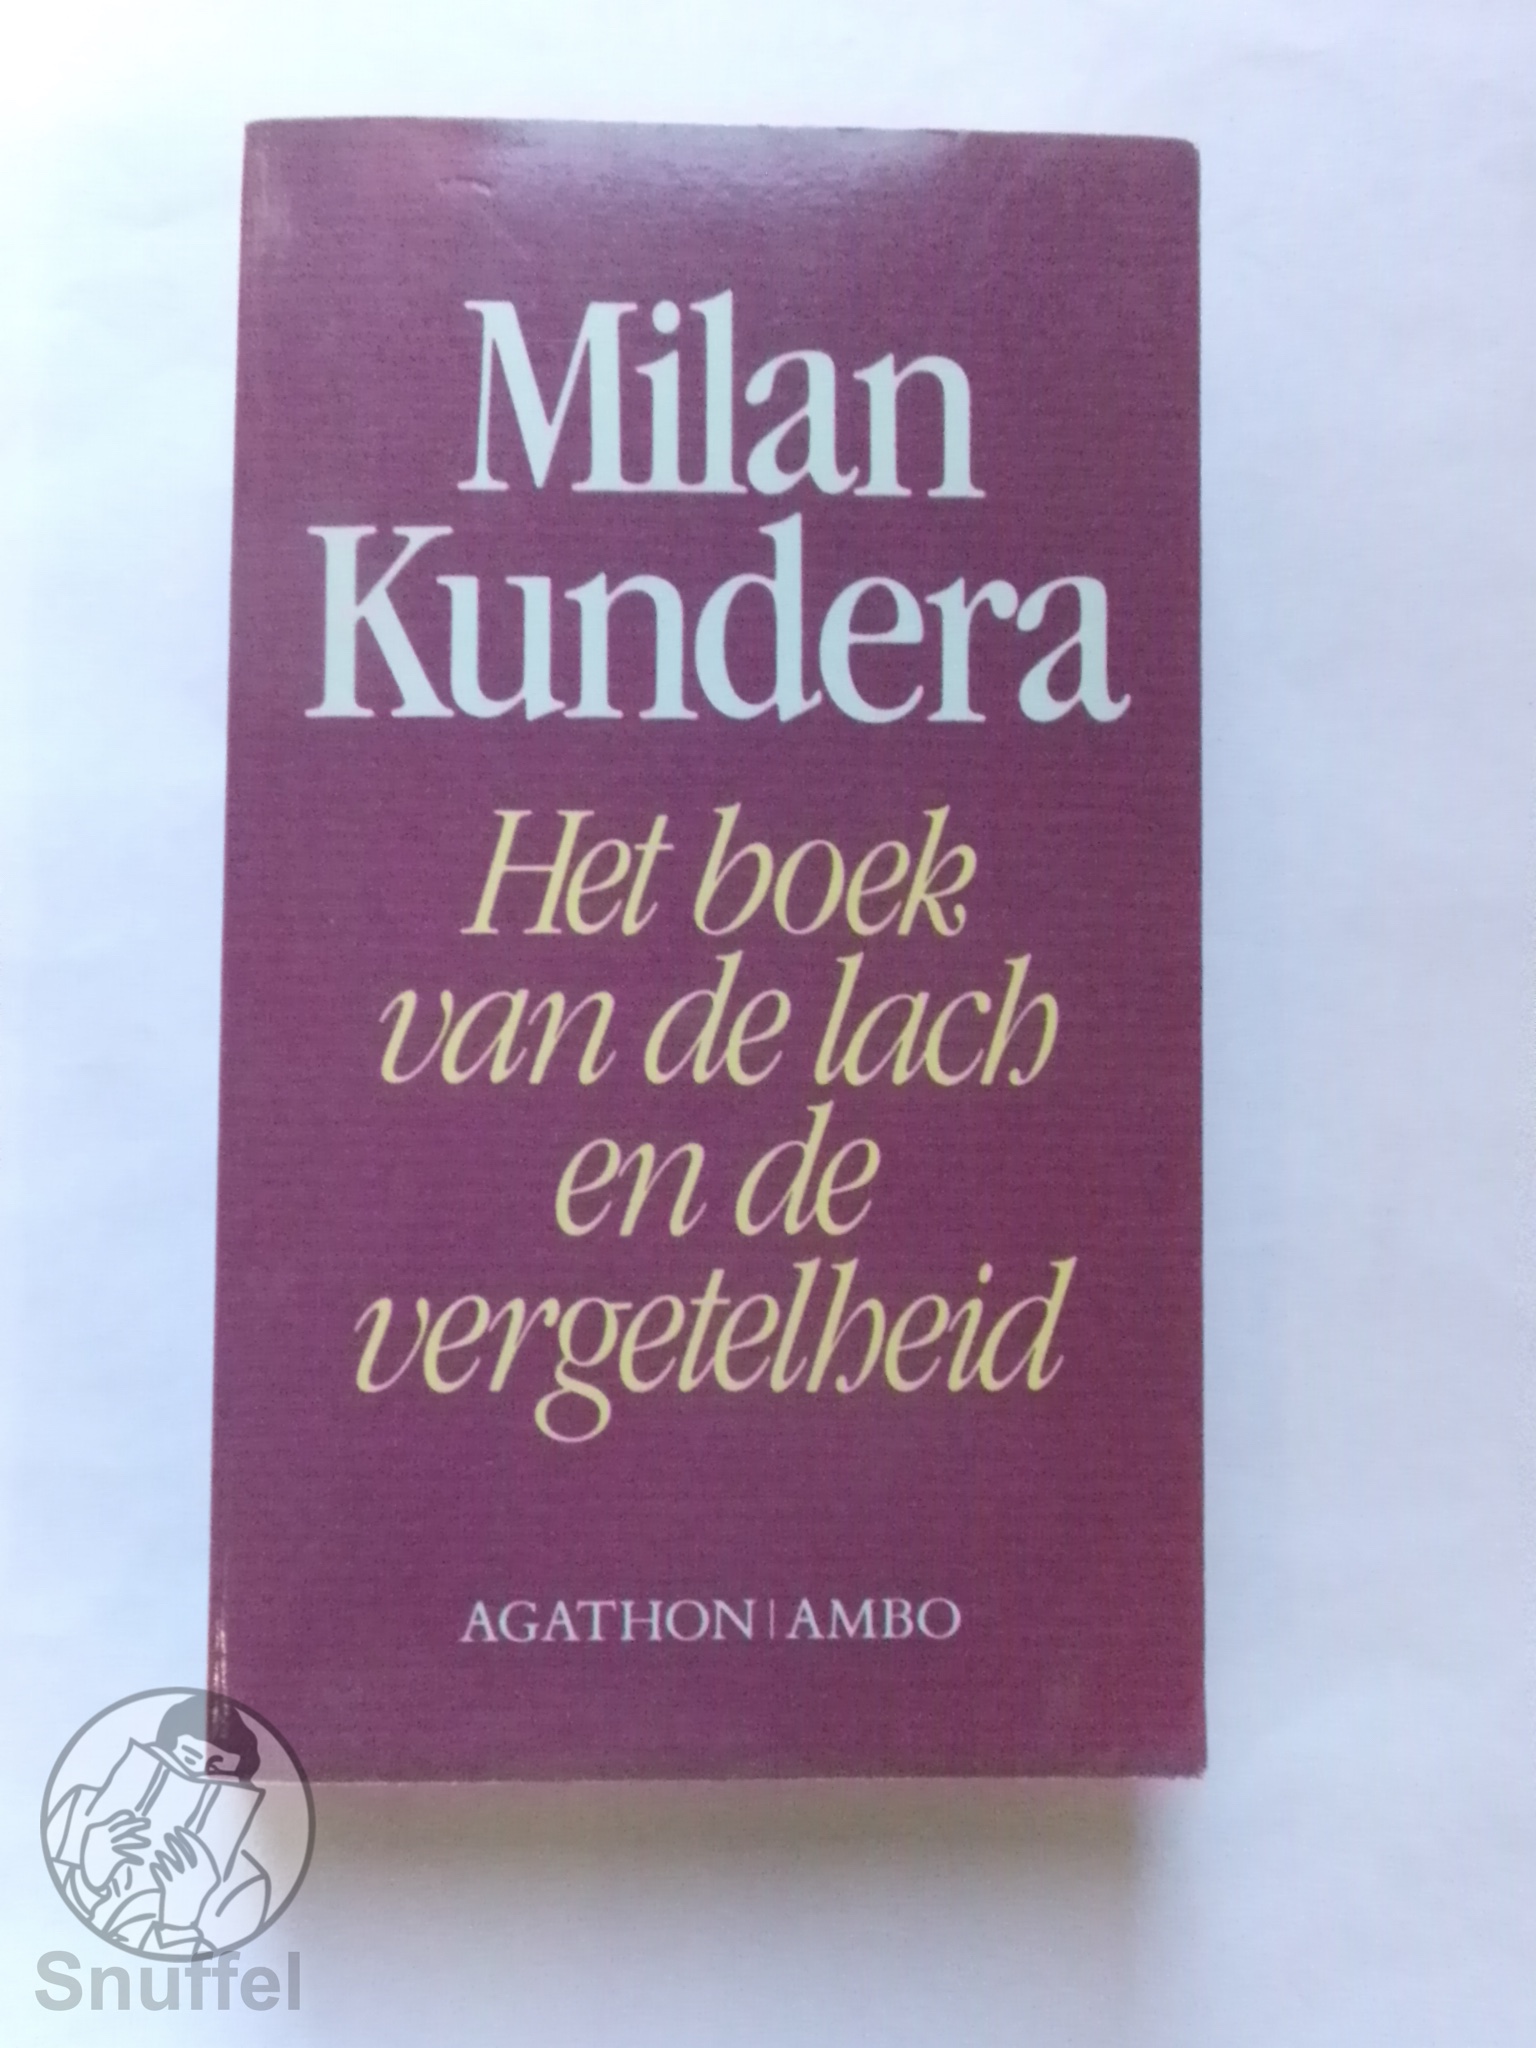 Milan
Kundera
Het boek
van de lach
en de
vergetelheid
AGATHON|AMBO
Snuffel